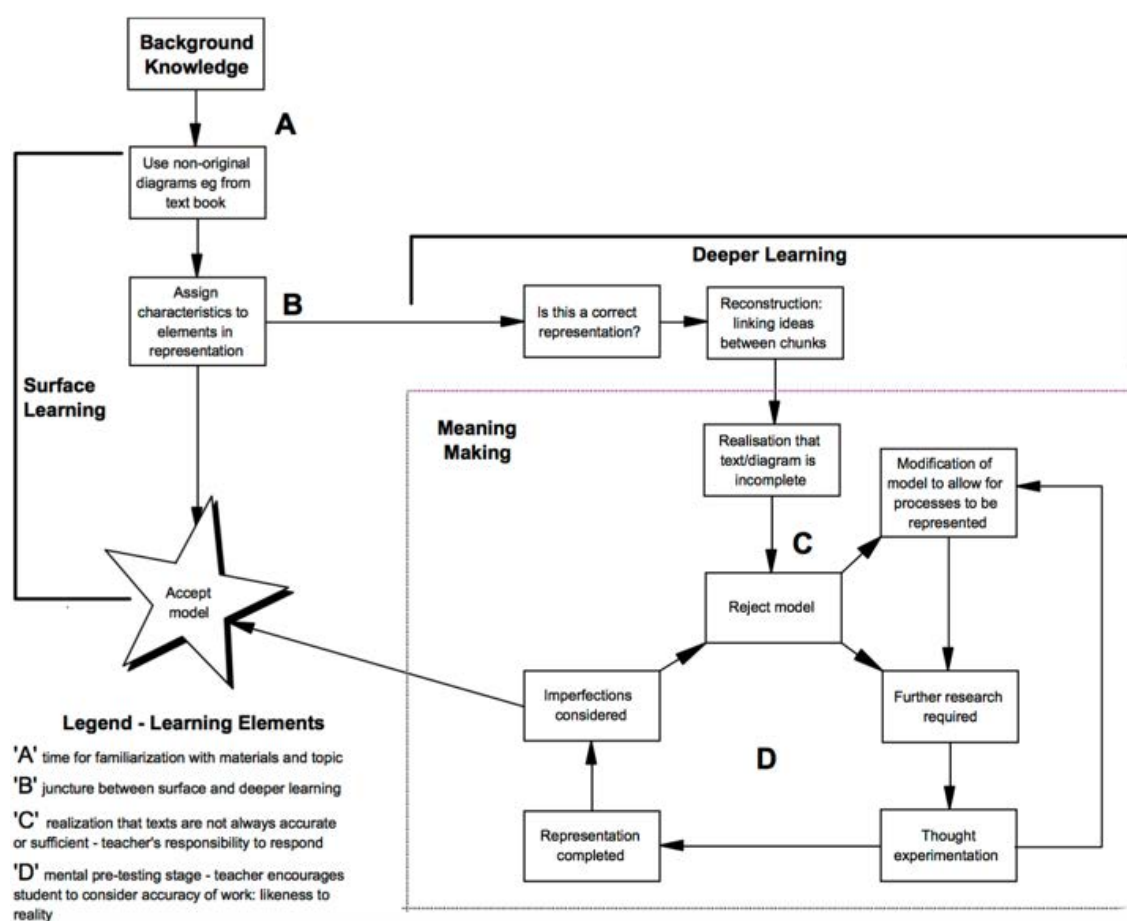 Background
Knowledge
A
Use non-original
diagrams eg from
text book
Assign
characteristics to
elements in
representation
B
Surface
Learning
Accept
model
Deeper Learning
Is this a correct
representation?
Reconstruction:
linking ideas
between chunks
Meaning
Making
Realisation that
text/diagram is
incomplete
Modification of
model to allow for
processes to be
represented
C
Reject model
Imperfections
considered
Further research
required
D
Representation
completed
Thought
experimentation
Legend - Learning Elements
'A' time for familiarization with materials and topic
'B' juncture between surface and deeper learning
'C' realization that texts are not always accurate
or sufficient - teacher's responsibility to respond
'D' mental pre-testing stage - teacher encourages
student to consider accuracy of work: likeness to
reality